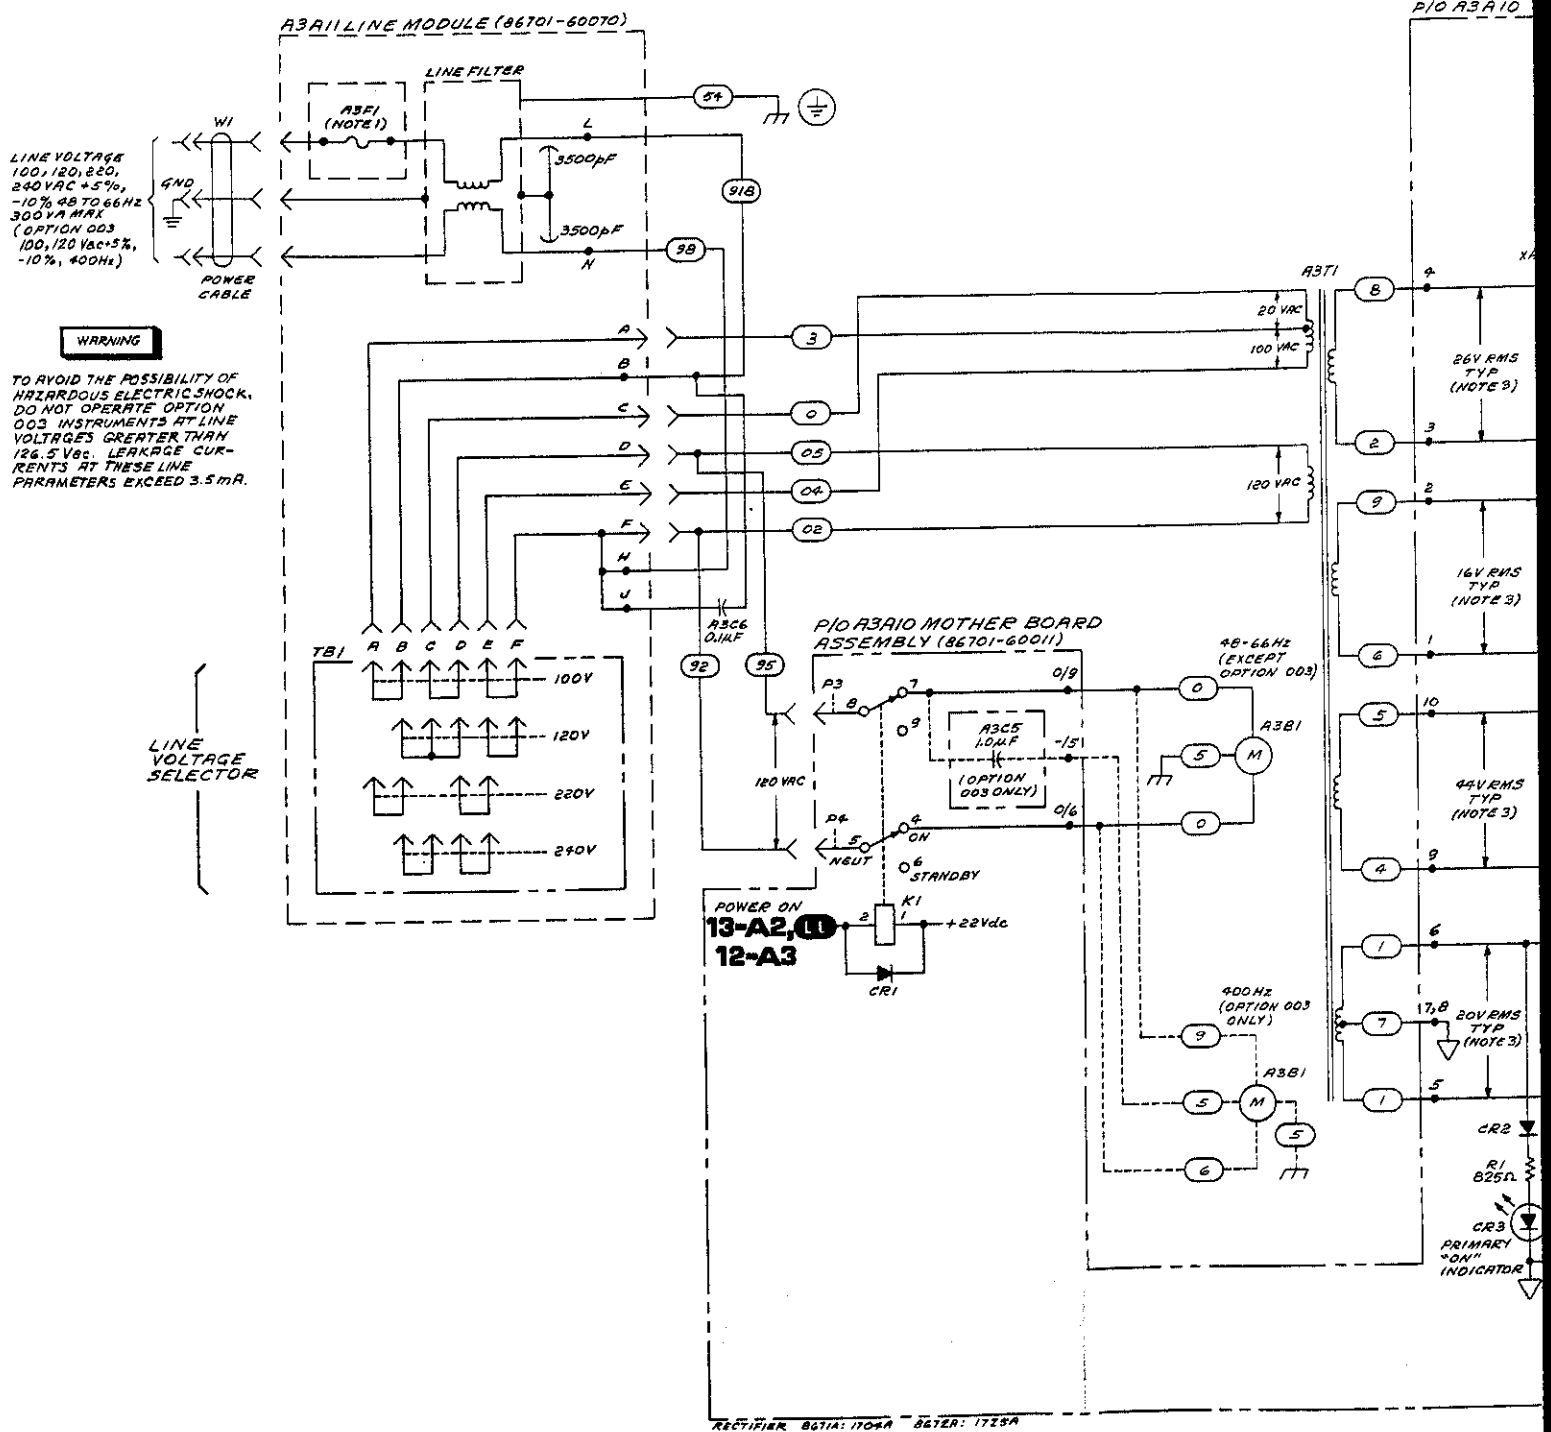 P/O A3A10
A3A11 LINE MODULE (86701-60070)
LINE FILTER
A3F1
(NOTE 1)
54
W1
L
3500pF
LINE VOLTAGE
100, 120, 220,
240 VAC +5%,
-10% 48 TO 66Hz
300VA MAX
(OPTION 003
100, 120 Vac+5%,
-10%, 400Hz)
GND
91B
3500pF
N
98
POWER
CABLE
WARNING
TO AVOID THE POSSIBILITY OF
HAZARDOUS ELECTRIC SHOCK,
DO NOT OPERATE OPTION
003 INSTRUMENTS AT LINE
VOLTAGES GREATER THAN
126.5 Vac. LEAKAGE CUR-
RENTS AT THESE LINE
PARAMETERS EXCEED 3.5mA.
A
B
C
D
E
F
H
J
3
0
05
04
02
A3C6
0.1µF
A3T1
20 VAC
100 VAC
120 VAC
XA
8
4
26V RMS
TYP
(NOTE 3)
2
3
9
2
16V RMS
TYP
(NOTE 3)
6
1
5
10
44V RMS
TYP
(NOTE 3)
4
9
1
6
7
7,8
20V RMS
TYP
(NOTE 3)
1
5
CR2
R1
825Ω
CR3
PRIMARY
"ON"
INDICATOR
TB1
A B C D E F
100V
120V
220V
240V
LINE
VOLTAGE
SELECTOR
92
95
P/O A3A10 MOTHER BOARD
ASSEMBLY (86701-60011)
P3
8
7
9
0/9
A3C5
1.0µF
(OPTION
003 ONLY)
-15
120 VAC
P4
5
NEUT
4
ON
6
STANDBY
0/6
48-66Hz
(EXCEPT
OPTION 003)
0
A3B1
5
M
0
POWER ON
13-A2, LL
12-A3
2
K1
1
+22Vdc
CR1
400Hz
(OPTION 003
ONLY)
9
A3B1
5
M
5
6
RECTIFIER 8671A: 1704A 8672A: 1725A